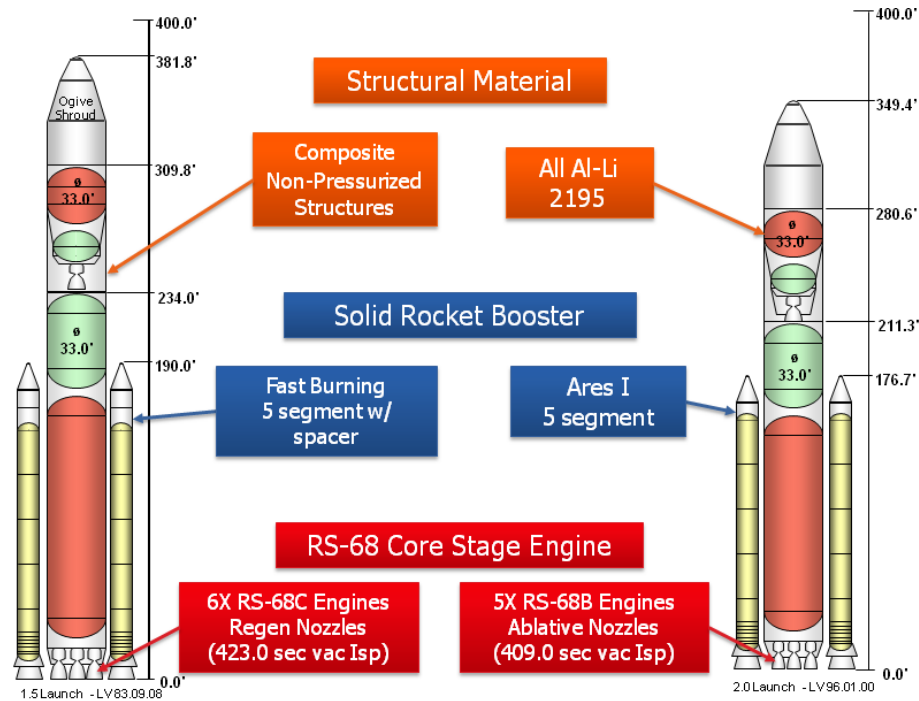 400.0'
381.8'
Ogive
Shroud
309.8'
ø
33.0'
234.0'
ø
33.0'
190.0'
0.0'
1.5 Launch - LV 83.09.08
Structural Material
Composite
Non-Pressurized
Structures
All Al-Li
2195
Solid Rocket Booster
Fast Burning
5 segment w/
spacer
Ares I
5 segment
RS-68 Core Stage Engine
6X RS-68C Engines
Regen Nozzles
(423.0 sec vac Isp)
5X RS-68B Engines
Ablative Nozzles
(409.0 sec vac Isp)
400.0'
349.4'
280.6'
ø
33.0'
211.3'
ø
33.0'
176.7'
0.0'
2.0 Launch - LV 96.01.00